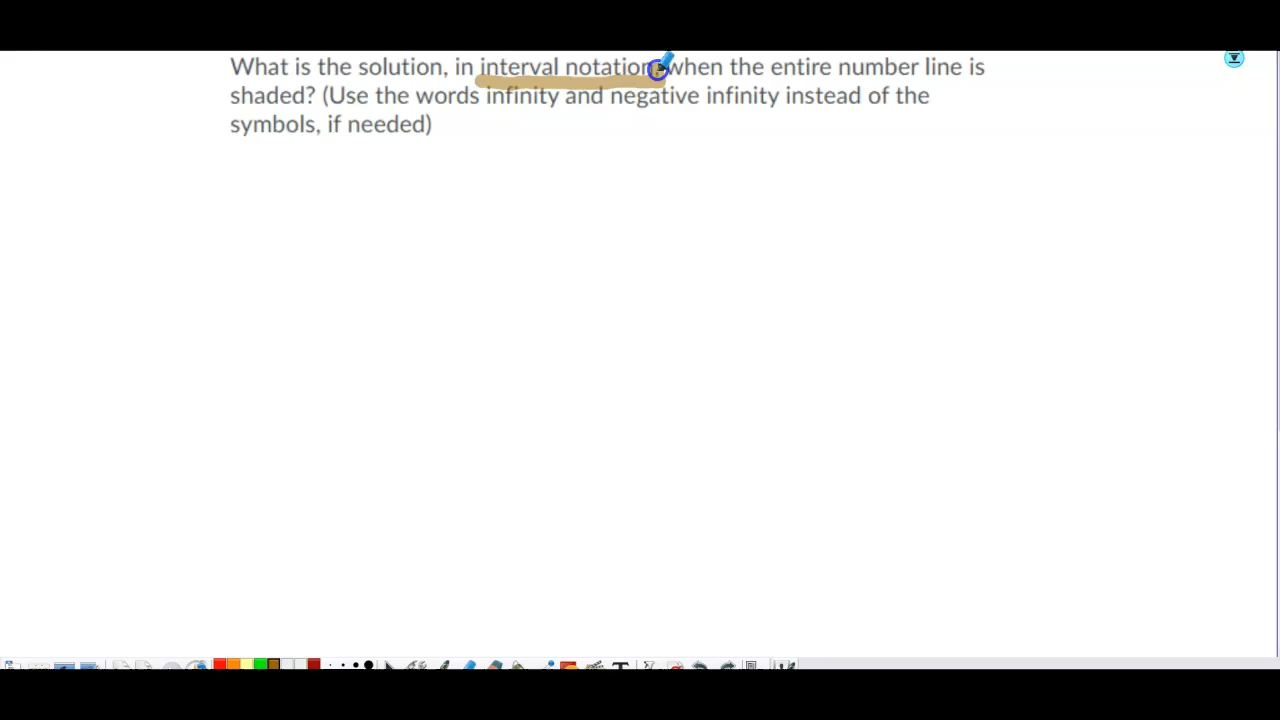 What is the solution, in interval notation, when the entire number line is
shaded? (Use the words infinity and negative infinity instead of the
symbols, if needed)